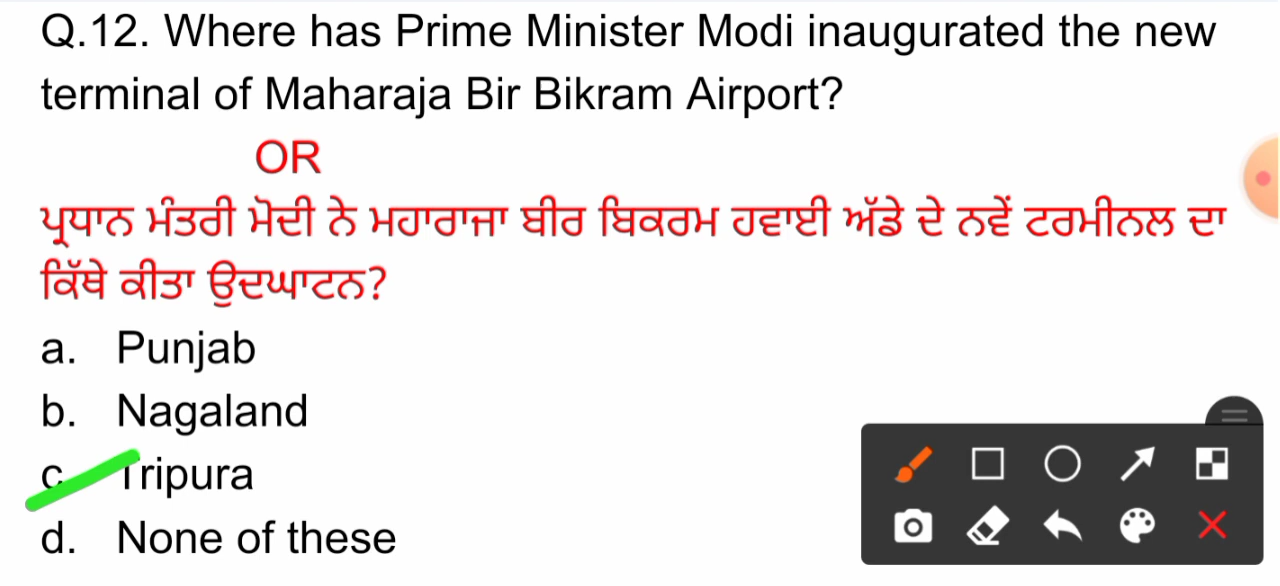 Q.12. Where has Prime Minister Modi inaugurated the new
terminal of Maharaja Bir Bikram Airport?
OR
ਪ੍ਰਧਾਨ ਮੰਤਰੀ ਮੋਦੀ ਨੇ ਮਹਾਰਾਜਾ ਬੀਰ ਬਿਕਰਮ ਹਵਾਈ ਅੱਡੇ ਦੇ ਨਵੇਂ ਟਰਮੀਨਲ ਦਾ
ਕਿੱਥੇ ਕੀਤਾ ਉਦਘਾਟਨ?
a. Punjab
b. Nagaland
c. Tripura
d. None of these